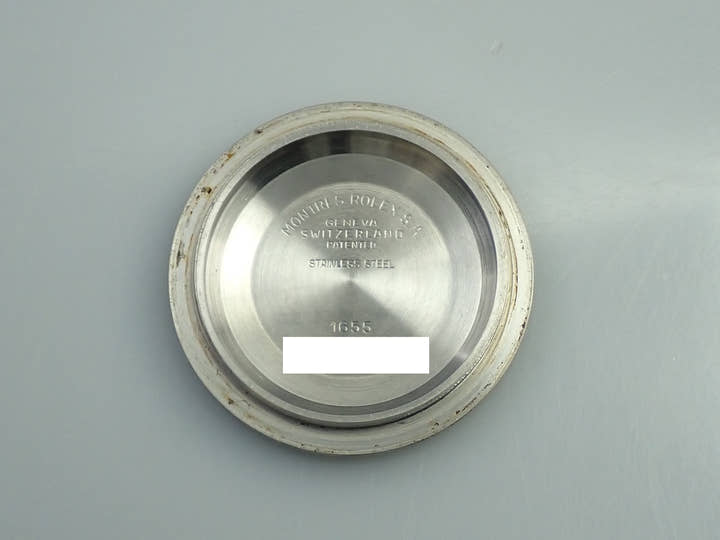 MONTRES ROLEX S A
GENEVA
SWITZERLAND
PATENTED
STAINLESS STEEL
1655